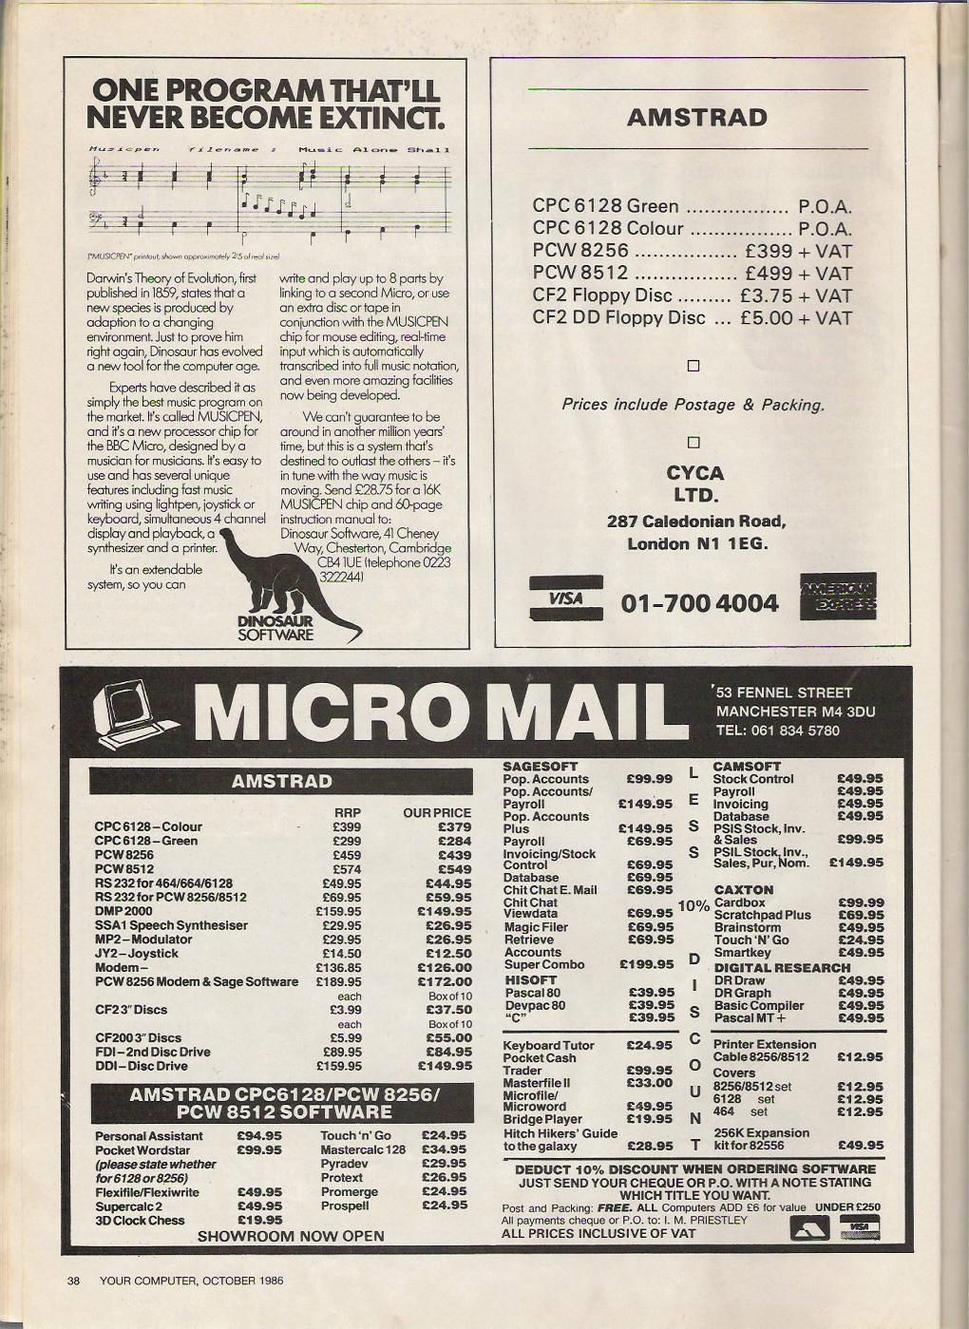 ONE PROGRAM THAT'LL
NEVER BECOME EXTINCT.
Musicpen filename : Music Alone Shall
("MUSICPEN" printout, shown approximately 2/5 of real size)
Darwin's Theory of Evolution, first
published in 1859, states that a
new species is produced by
adaption to a changing
environment. Just to prove him
right again, Dinosaur has evolved
a new tool for the computer age.
Experts have described it as
simply the best music program on
the market. It's called MUSICPEN,
and it's a new processor chip for
the BBC Micro, designed by a
musician for musicians. It's easy to
use and has several unique
features including fast music
writing using lightpen, joystick or
keyboard, simultaneous 4 channel
display and playback, a
synthesizer and a printer.
It's an extendable
system, so you can
write and play up to 8 parts by
linking to a second Micro, or use
an extra disc or tape in
conjunction with the MUSICPEN
chip for mouse editing, real-time
input which is automatically
transcribed into full music notation,
and even more amazing facilities
now being developed.
We can't guarantee to be
around in another million years'
time, but this is a system that's
destined to outlast the others – it's
in tune with the way music is
moving. Send £28.75 for a 16K
MUSICPEN chip and 60-page
instruction manual to:
Dinosaur Software, 41 Cheney
Way, Chesterton, Cambridge
CB4 1UE (telephone 0223
322244)
DINOSAUR
SOFTWARE
AMSTRAD
CPC 6128 Green ................. P.O.A.
CPC 6128 Colour ................. P.O.A.
PCW 8256 ................. £399 + VAT
PCW 8512 ................. £499 + VAT
CF2 Floppy Disc ......... £3.75 + VAT
CF2 DD Floppy Disc ... £5.00 + VAT
Prices include Postage & Packing.
CYCA
LTD.
287 Caledonian Road,
London N1 1EG.
VISA
01-700 4004
AMERICAN
EXPRESS
MICRO MAIL
53 FENNEL STREET
MANCHESTER M4 3DU
TEL: 061 834 5780
AMSTRAD
RRP OUR PRICE
CPC 6128 – Colour £399 £379
CPC 6128 – Green £299 £284
PCW 8256 £459 £439
PCW 8512 £574 £549
RS 232 for 464/664/6128 £49.95 £44.95
RS 232 for PCW 8256/8512 £69.95 £59.95
DMP 2000 £159.95 £149.95
SSA1 Speech Synthesiser £29.95 £26.95
MP2 – Modulator £29.95 £26.95
JY2 – Joystick £14.50 £12.50
Modem – £136.85 £126.00
PCW 8256 Modem & Sage Software £189.95 £172.00
each Box of 10
CF2 3" Discs £3.99 £37.50
each Box of 10
CF200 3" Discs £5.99 £55.00
FDI – 2nd Disc Drive £89.95 £84.95
DDI – Disc Drive £159.95 £149.95
AMSTRAD CPC6128/PCW 8256/
PCW 8512 SOFTWARE
Personal Assistant £94.95
Pocket Wordstar £99.95
(please state whether
for 6128 or 8256)
Flexifile/Flexiwrite £49.95
Supercalc 2 £49.95
3D Clock Chess £19.95
Touch 'n' Go £24.95
Mastercalc 128 £34.95
Pyradev £29.95
Protext £26.95
Promerge £24.95
Prospell £24.95
SHOWROOM NOW OPEN
SAGESOFT
Pop. Accounts £99.99
Pop. Accounts/
Payroll £149.95
Pop. Accounts
Plus £149.95
Payroll £69.95
Invoicing/Stock
Control £69.95
Database £69.95
Chit Chat E. Mail £69.95
Chit Chat
Viewdata £69.95
Magic Filer £69.95
Retrieve £69.95
Accounts
Super Combo £199.95
HISOFT
Pascal 80 £39.95
Devpac 80 £39.95
"C" £39.95
Keyboard Tutor £24.95
Pocket Cash
Trader £99.95
Masterfile II £33.00
Microfile/
Microword £49.95
Bridge Player £19.95
Hitch Hikers' Guide
to the galaxy £28.95
LESS
10%
DISCOUNT
CAMSOFT
Stock Control £49.95
Payroll £49.95
Invoicing £49.95
Database £49.95
PSIS Stock, Inv.
& Sales £99.95
PSIL Stock, Inv.,
Sales, Pur, Nom. £149.95
CAXTON
Cardbox £99.99
Scratchpad Plus £69.95
Brainstorm £49.95
Touch 'N' Go £24.95
Smartkey £49.95
DIGITAL RESEARCH
DR Draw £49.95
DR Graph £49.95
Basic Compiler £49.95
Pascal MT+ £49.95
Printer Extension
Cable 8256/8512 £12.95
Covers
8256/8512 set £12.95
6128 set £12.95
464 set £12.95
256K Expansion
kit for 82556 £49.95
DEDUCT 10% DISCOUNT WHEN ORDERING SOFTWARE
JUST SEND YOUR CHEQUE OR P.O. WITH A NOTE STATING
WHICH TITLE YOU WANT.
Post and Packing: FREE. ALL Computers ADD £6 for value UNDER £250
All payments cheque or P.O. to: I. M. PRIESTLEY
ALL PRICES INCLUSIVE OF VAT
VISA
38 YOUR COMPUTER, OCTOBER 1986